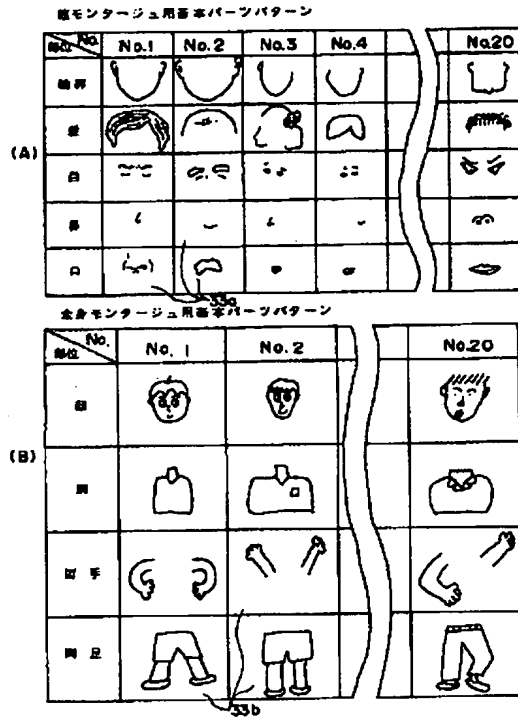 顔モンタージュ用基本パーツパターン
部位 No. No.1 No.2 No.3 No.4 No.20
輪郭
髪
(A)
目
鼻
口
33a
全身モンタージュ用基本パーツパターン
部位 No. No. 1 No. 2 No.20
顔
(B)
胴
両手
両足
33b